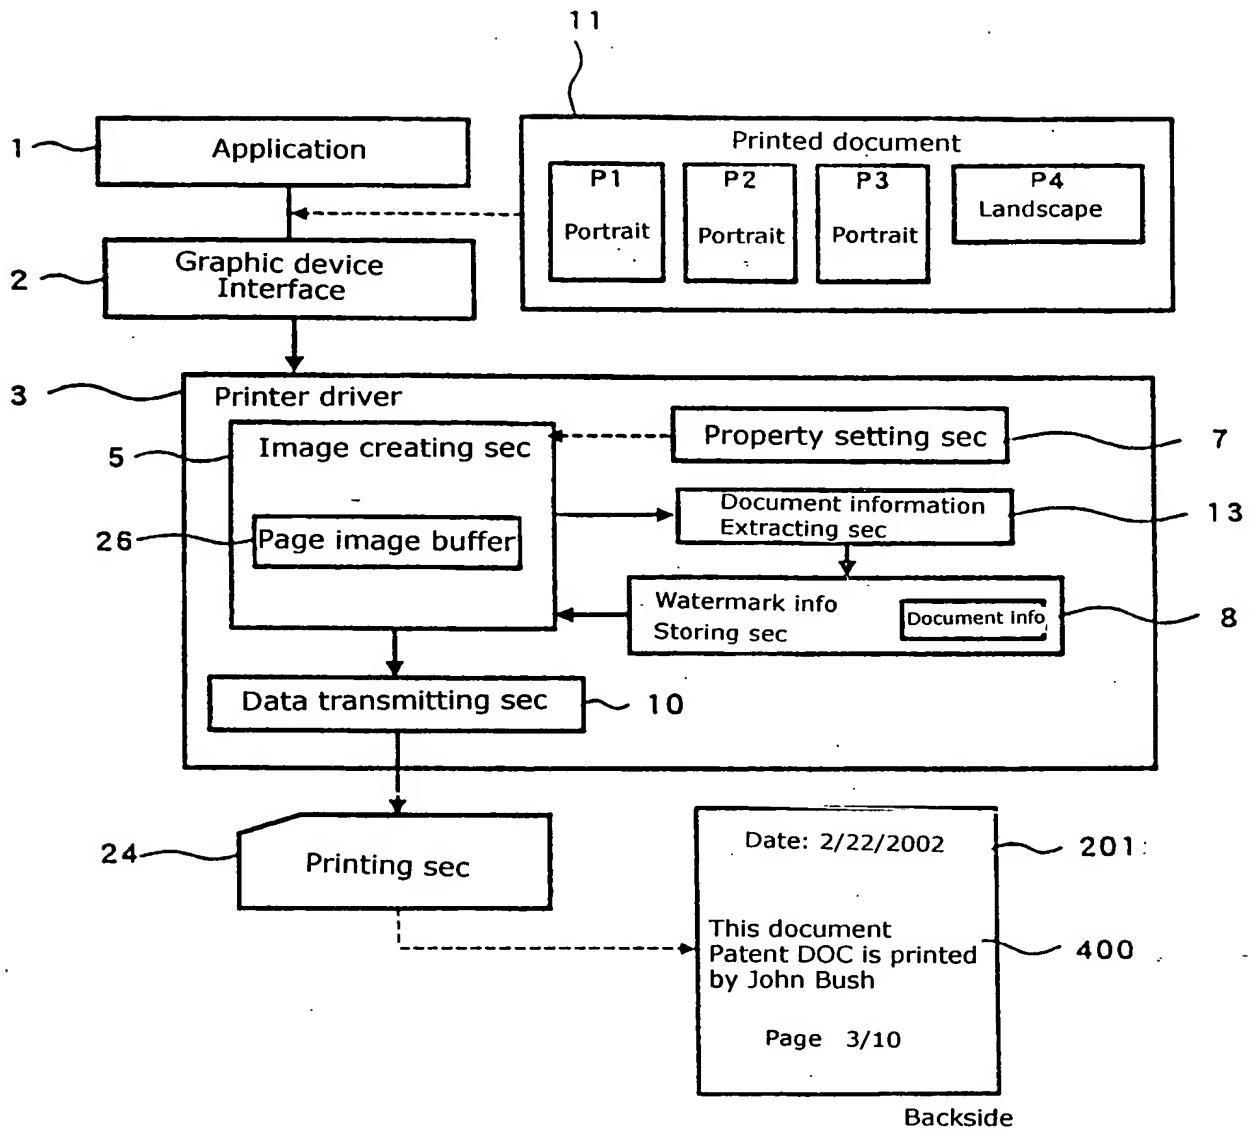 11
1
Application
Printed document
P1
Portrait
P2
Portrait
P3
Portrait
P4
Landscape
2
Graphic device
Interface
3
Printer driver
5
Image creating sec
Property setting sec
7
26
Page image buffer
Document information
Extracting sec
13
Watermark info
Storing sec
Document info
8
Data transmitting sec
10
24
Printing sec
Date: 2/22/2002
201
This document
Patent DOC is printed
by John Bush
400
Page 3/10
Backside